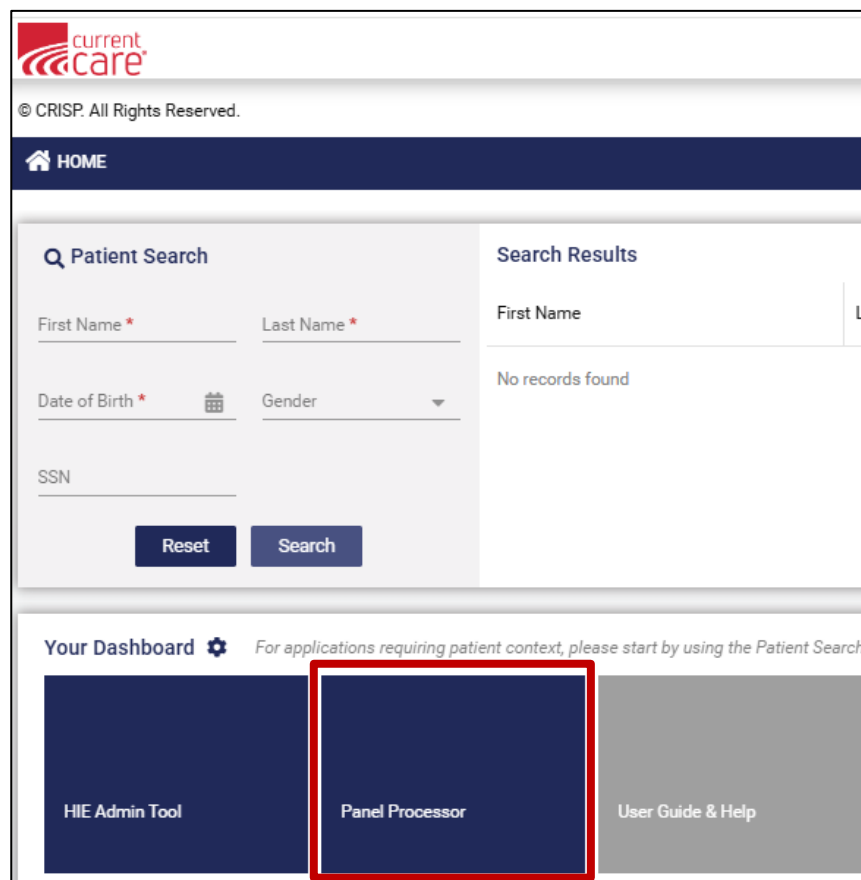 current
care®
© CRISP. All Rights Reserved.
HOME
Patient Search
First Name *
Last Name *
Date of Birth *
Gender
SSN
Reset
Search
Search Results
First Name
L
No records found
Your Dashboard
For applications requiring patient context, please start by using the Patient Search
HIE Admin Tool
Panel Processor
User Guide & Help